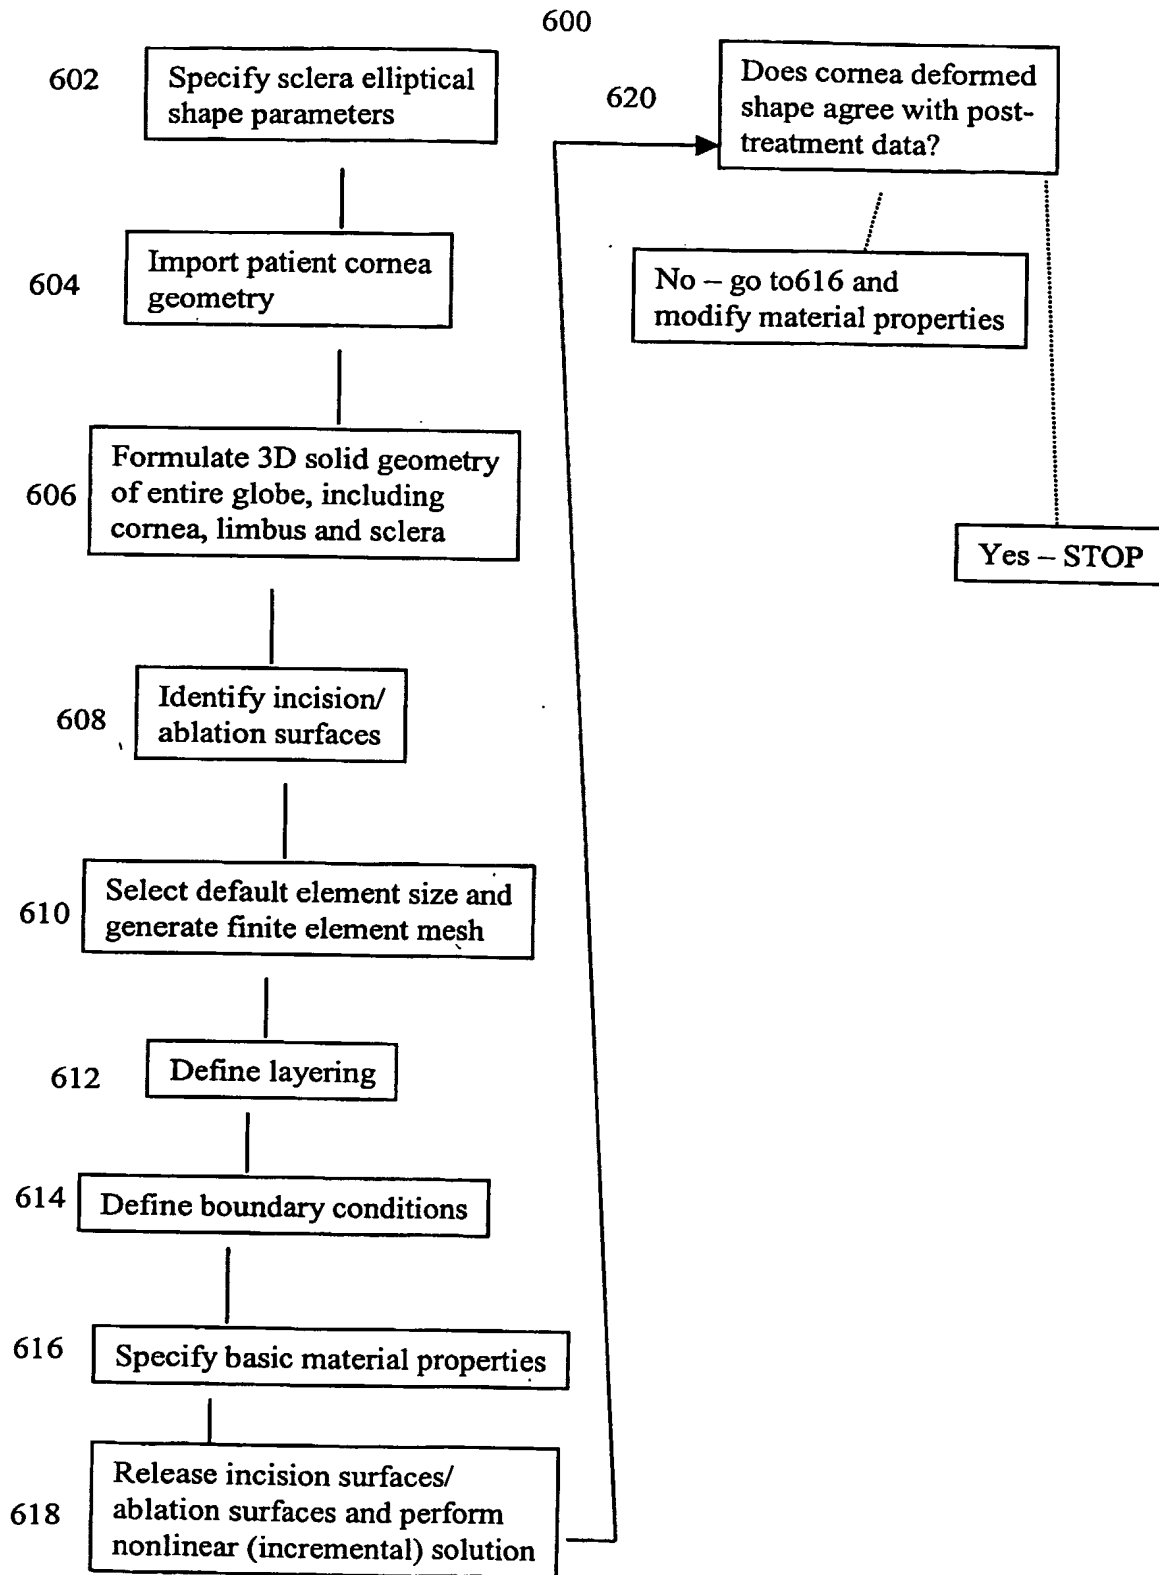 600
602
Specify sclera elliptical
shape parameters
604
Import patient cornea
geometry
606
Formulate 3D solid geometry
of entire globe, including
cornea, limbus and sclera
608
Identify incision/
ablation surfaces
610
Select default element size and
generate finite element mesh
612
Define layering
614
Define boundary conditions
616
Specify basic material properties
618
Release incision surfaces/
ablation surfaces and perform
nonlinear (incremental) solution
620
Does cornea deformed
shape agree with post-
treatment data?
No – go to616 and
modify material properties
Yes – STOP